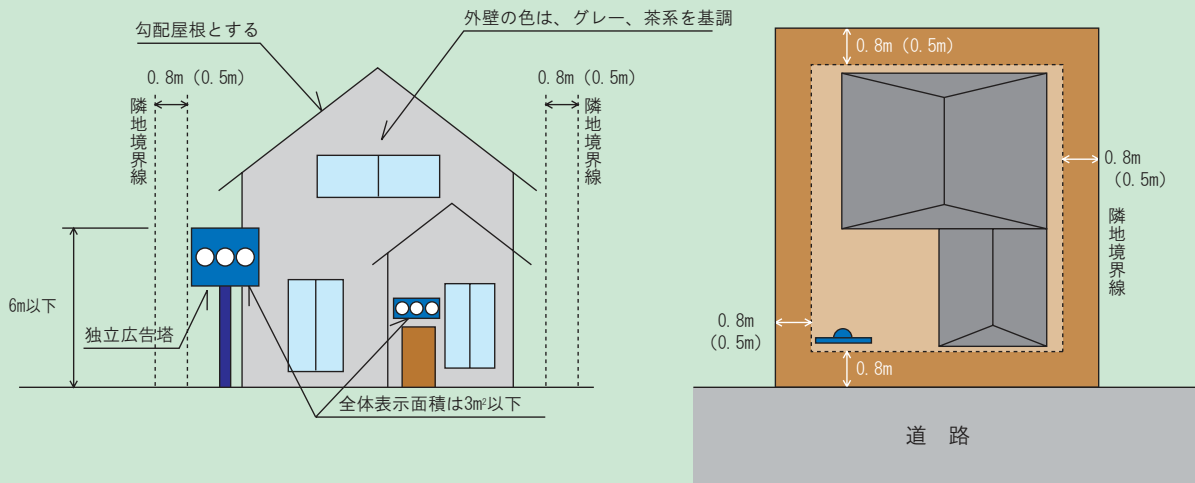 勾配屋根とする
外壁の色は、グレー、茶系を基調
0.8m（0.5m）
隣地境界線
0.8m（0.5m）
隣地境界線
6m以下
独立広告塔
全体表示面積は3m²以下
0.8m（0.5m）
0.8m
（0.5m）
隣地境界線
0.8m
（0.5m）
0.8m
道　路